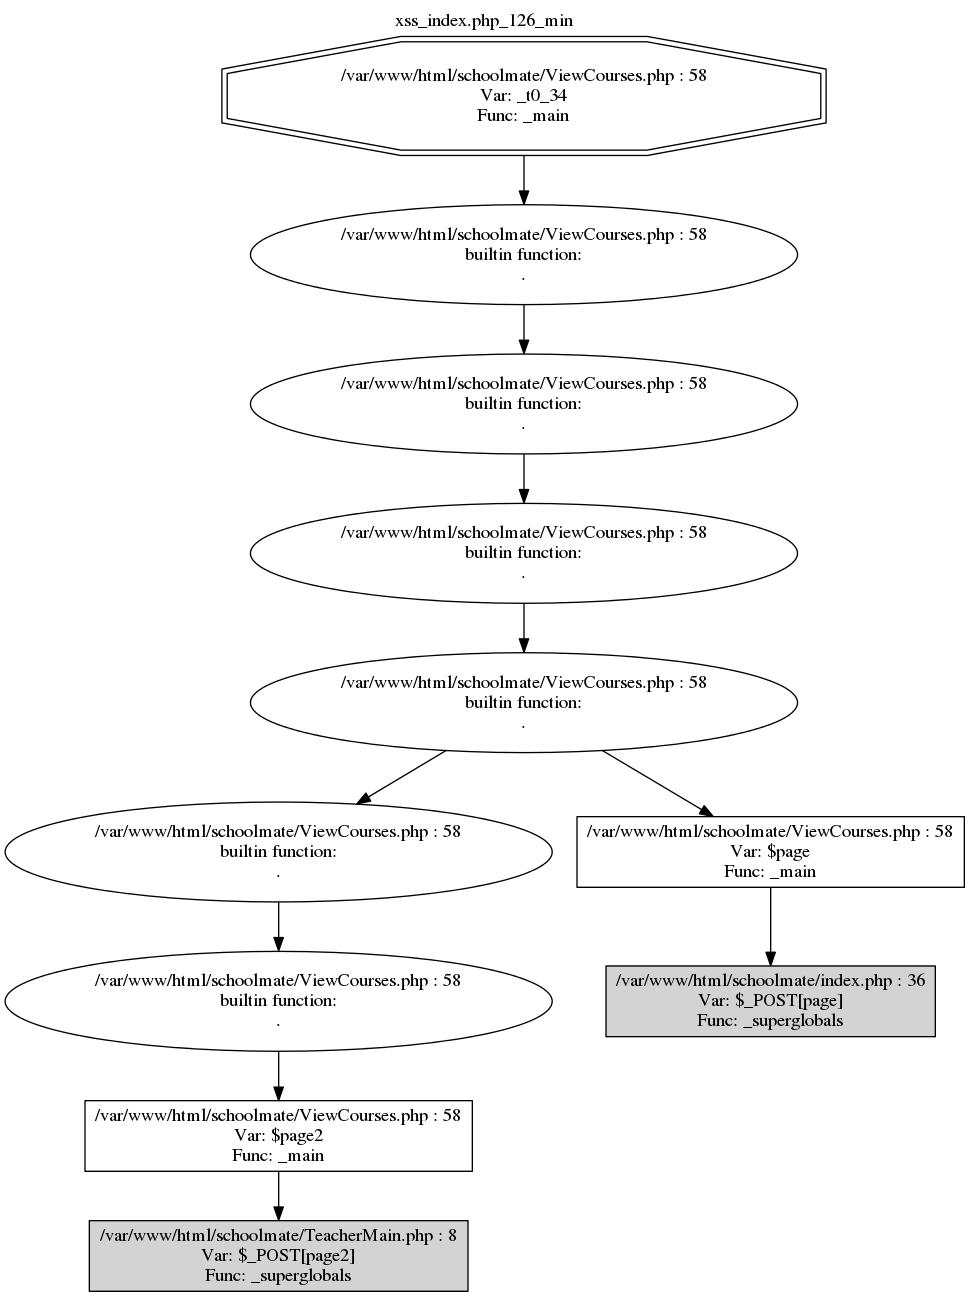 xss_index.php_126_min
/var/www/html/schoolmate/ViewCourses.php : 58
Var: _t0_34
Func: _main
/var/www/html/schoolmate/ViewCourses.php : 58
builtin function:
.
/var/www/html/schoolmate/ViewCourses.php : 58
builtin function:
.
/var/www/html/schoolmate/ViewCourses.php : 58
builtin function:
.
/var/www/html/schoolmate/ViewCourses.php : 58
builtin function:
.
/var/www/html/schoolmate/ViewCourses.php : 58
builtin function:
.
/var/www/html/schoolmate/ViewCourses.php : 58
Var: $page
Func: _main
/var/www/html/schoolmate/ViewCourses.php : 58
builtin function:
.
/var/www/html/schoolmate/index.php : 36
Var: $_POST[page]
Func: _superglobals
/var/www/html/schoolmate/ViewCourses.php : 58
Var: $page2
Func: _main
/var/www/html/schoolmate/TeacherMain.php : 8
Var: $_POST[page2]
Func: _superglobals